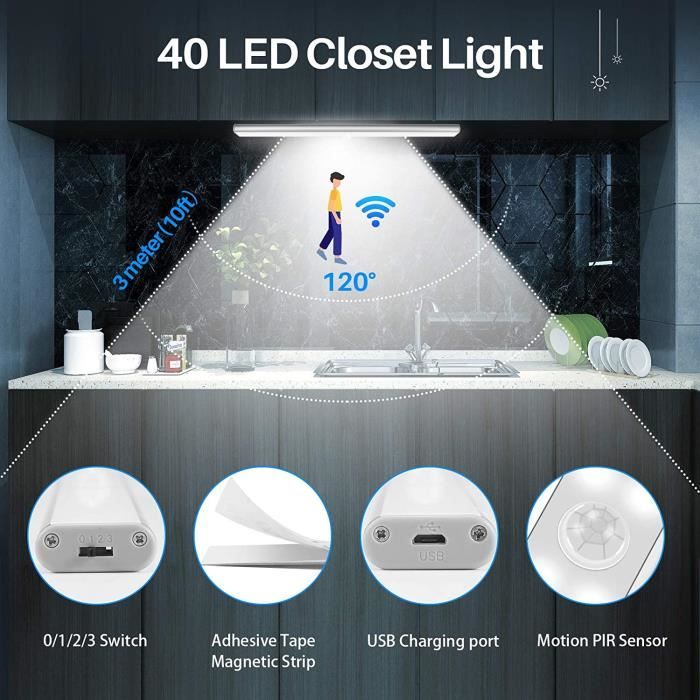 40 LED Closet Light
3 meter(10ft)
120°
0 1 2 3
USB
0/1/2/3 Switch
Adhesive Tape
Magnetic Strip
USB Charging port
Motion PIR Sensor